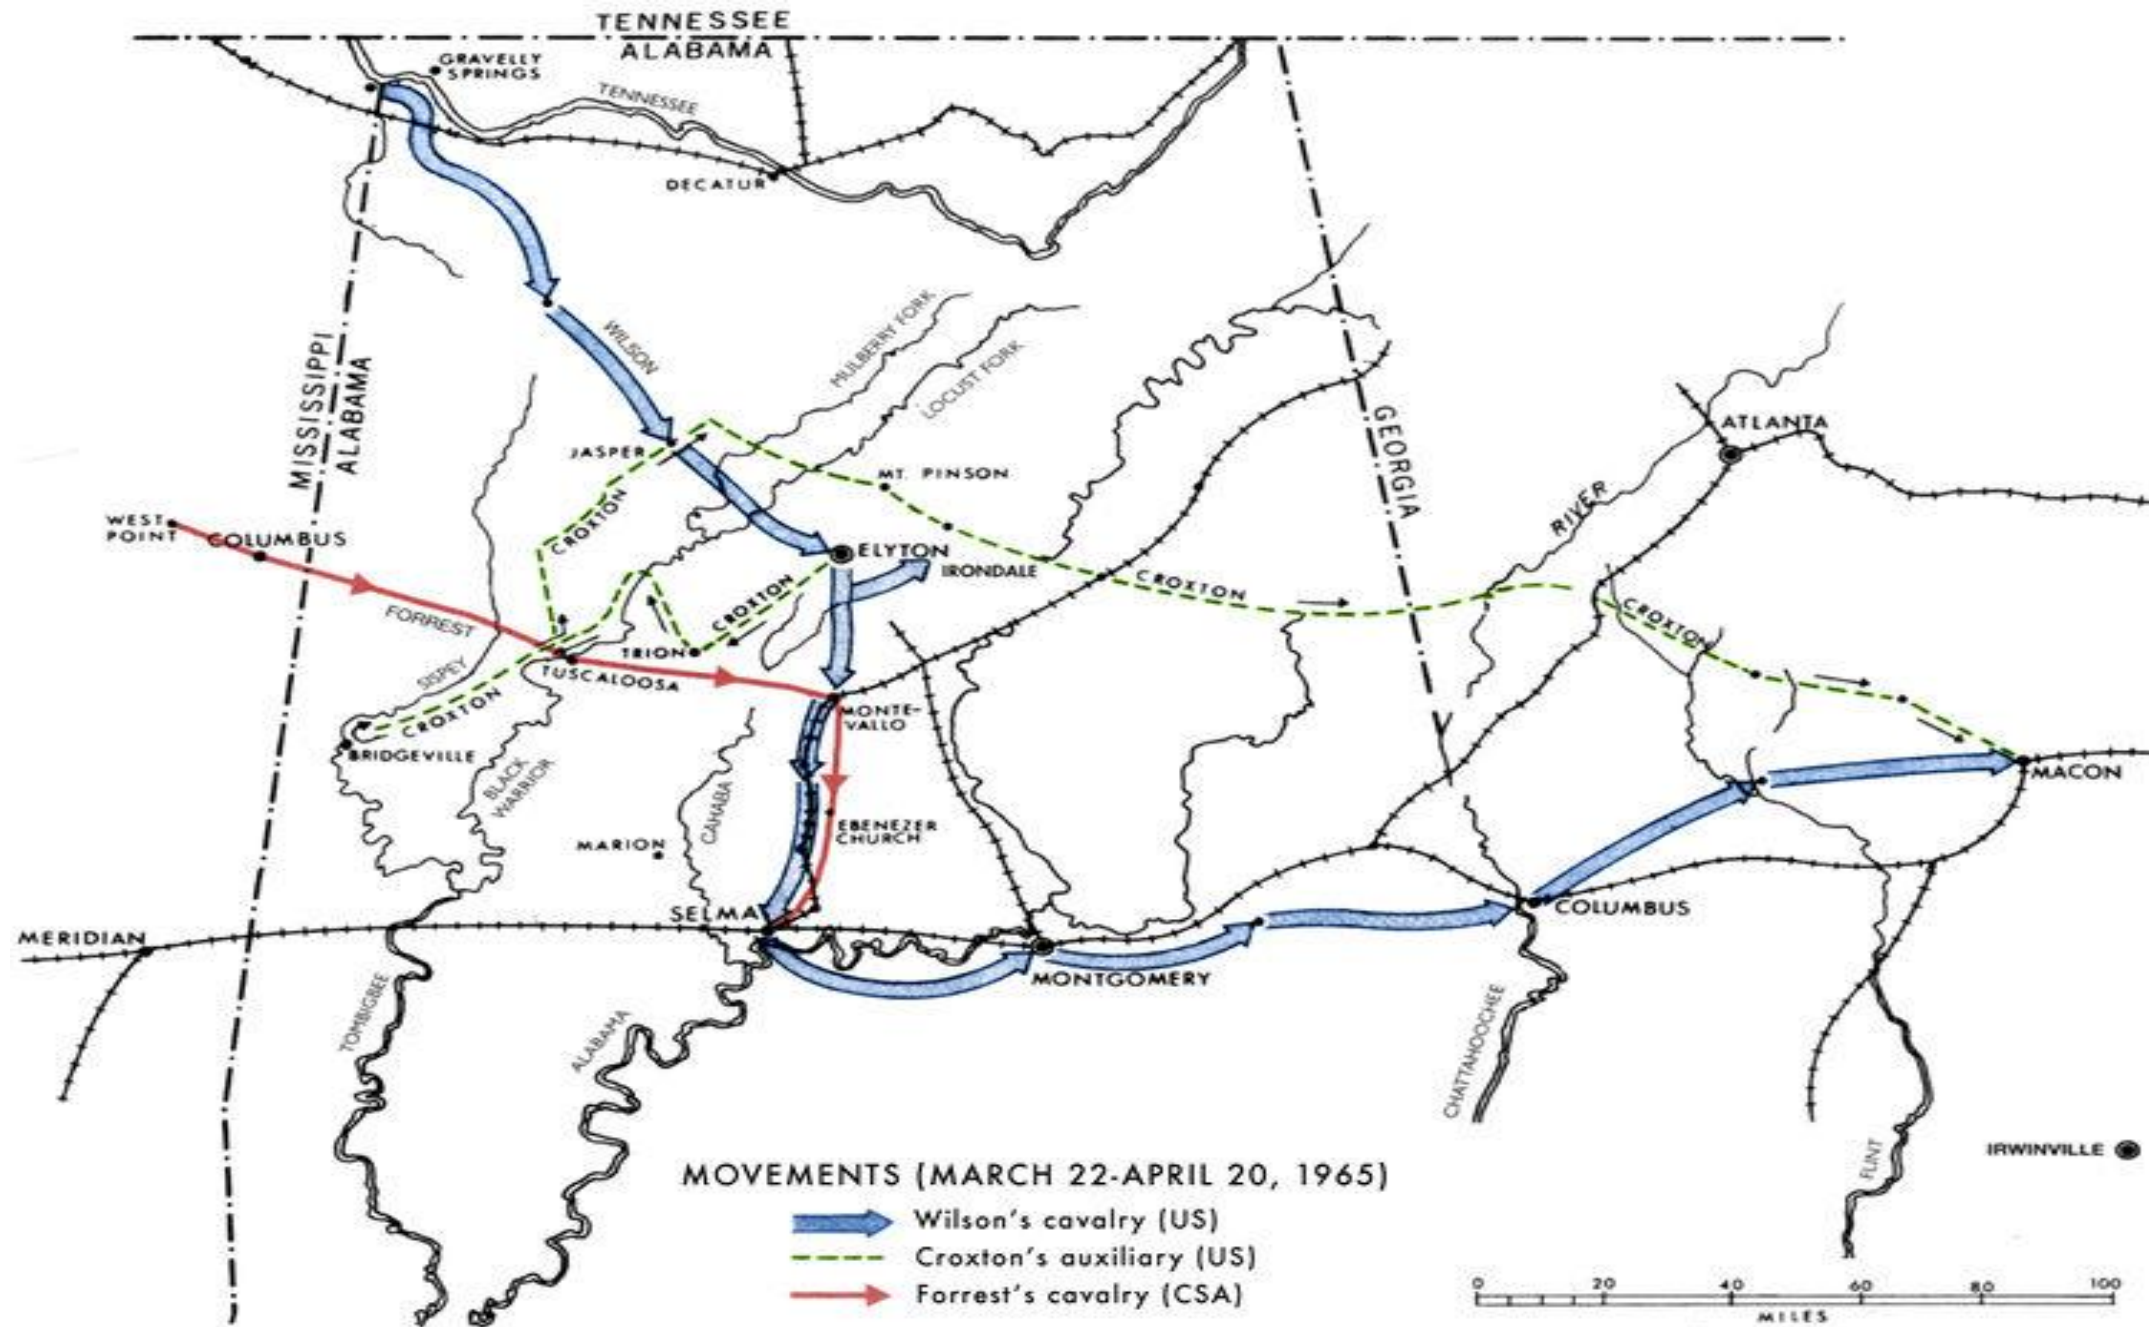 TENNESSEE
ALABAMA
GRAVELLY
SPRINGS
TENNESSEE
DECATUR
WILSON
MULBERRY FORK
LOCUST FORK
MISSISSIPPI
ALABAMA
GEORGIA
ATLANTA
JASPER
MT. PINSON
CROXTON
RIVER
WEST
POINT
COLUMBUS
ELYTON
IRONDALE
CROXTON
CROXTON
CROXTON
FORREST
TRION
TUSCALOOSA
SISPEY
CROXTON
MONTE-
VALLO
BRIDGEVILLE
BLACK
WARRIOR
CAHABA
MACON
EBENEZER
CHURCH
MARION
SELMA
COLUMBUS
MERIDIAN
MONTGOMERY
TOMBIGBEE
ALABAMA
CHATTAHOOCHEE
FLINT
IRWINVILLE
MOVEMENTS (MARCH 22-APRIL 20, 1965)
Wilson's cavalry (US)
Croxton's auxiliary (US)
Forrest's cavalry (CSA)
0 20 40 60 80 100
MILES